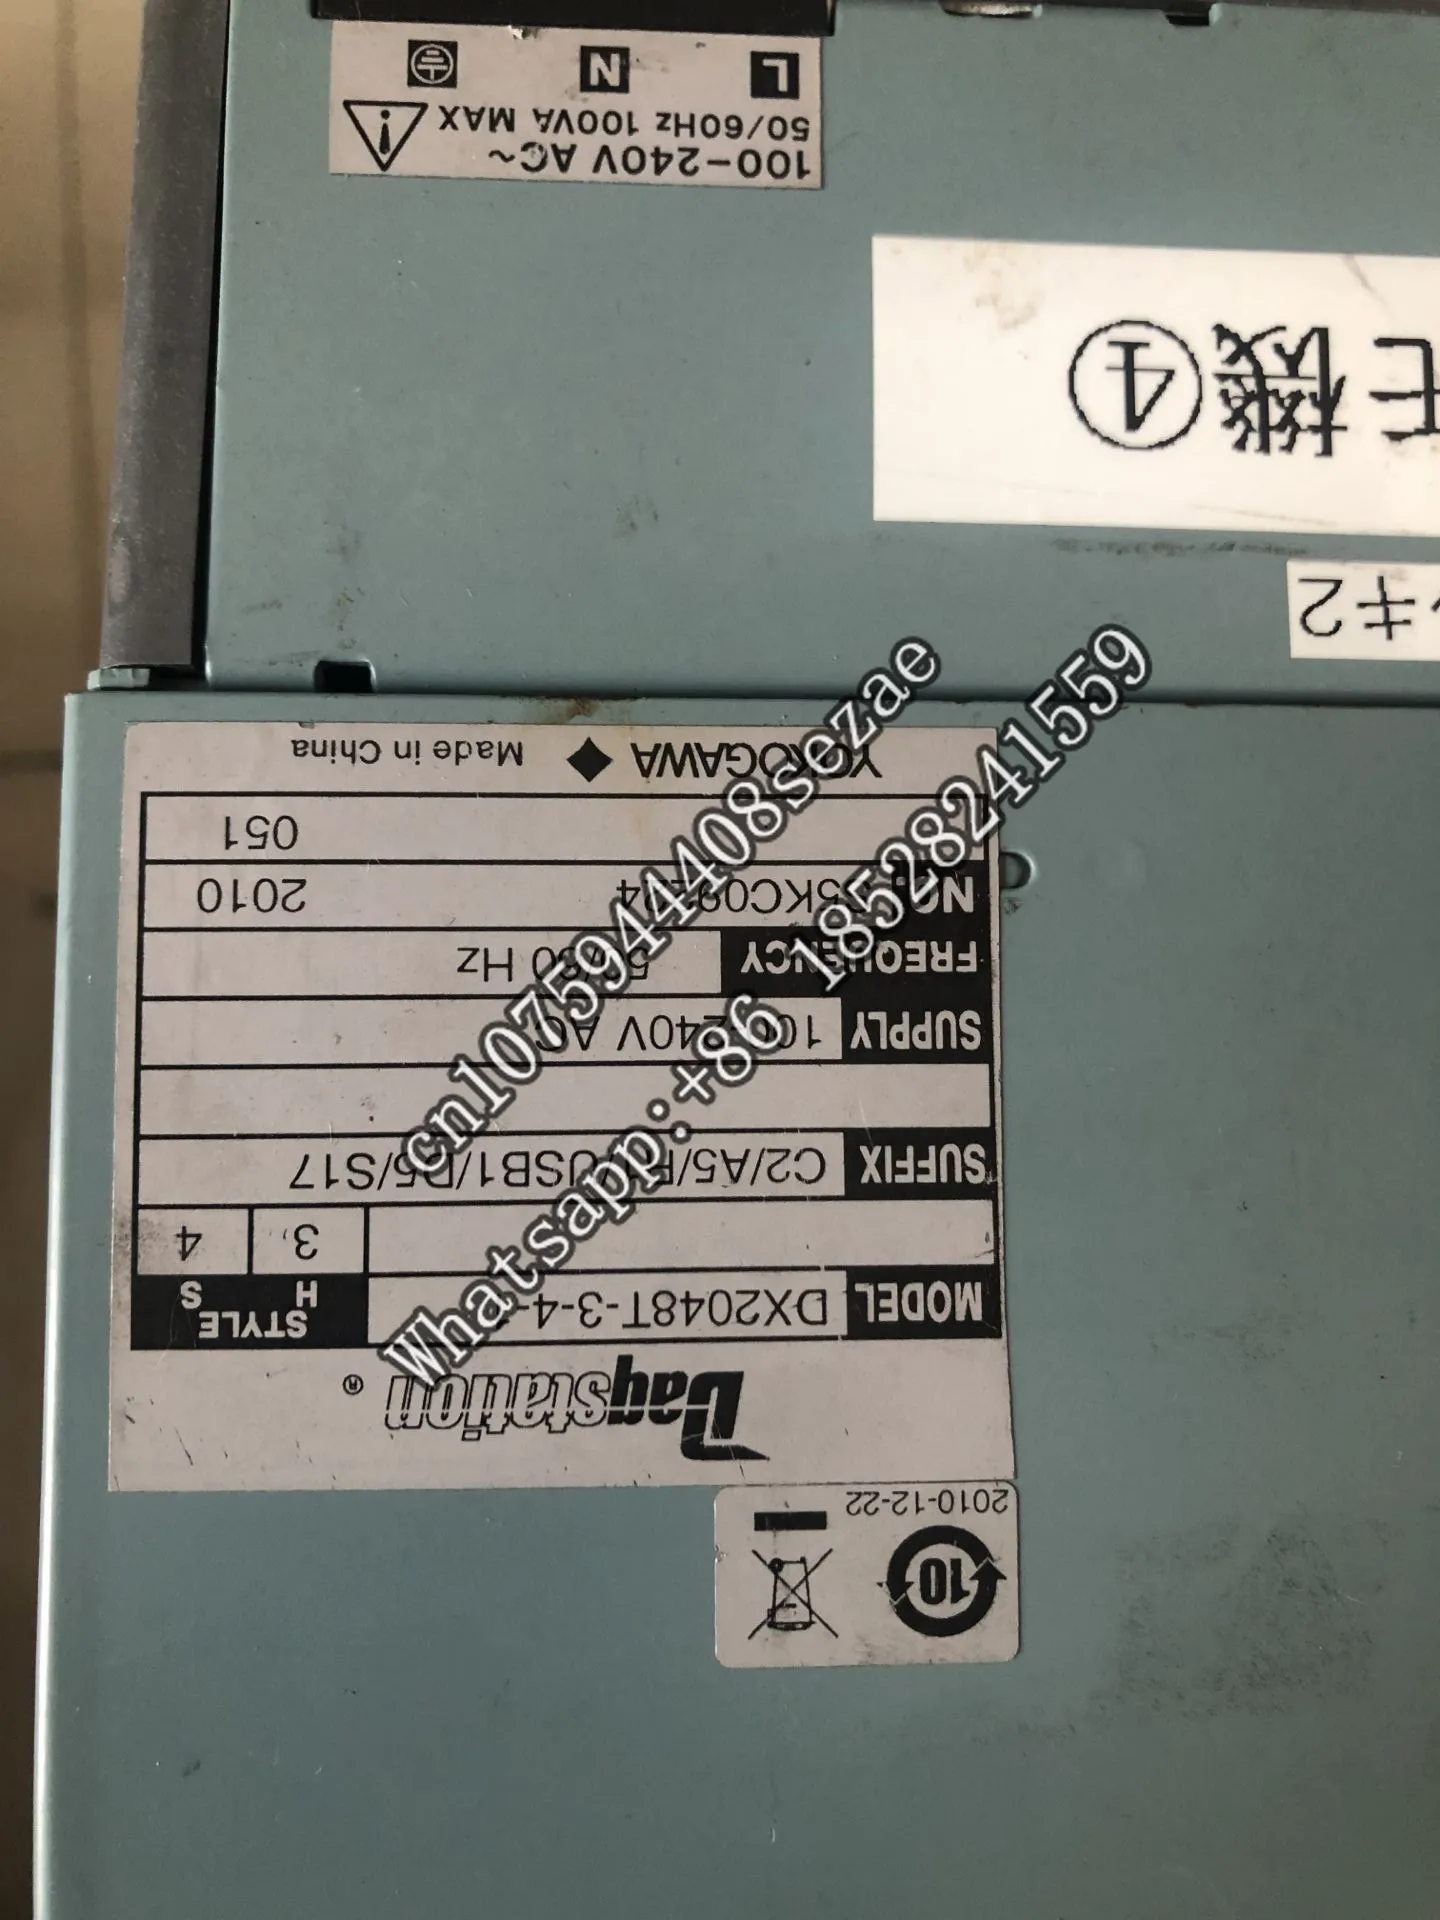 2010-12-22
10
Daqstation ®
MODEL DX2048T-3-4- STYLE
H S
3 4
SUFFIX C2/A5/ /USB1/D5/S17
SUPPLY 100-240V AC
FREQUENCY 50/60 Hz
NO. 2010
051
YOKOGAWA ◆ Made in China
キ2
機④
100-240V AC~
50/60Hz 100VA MAX
L N
cn1075944408sezae
Whatsapp:+86 18528241559